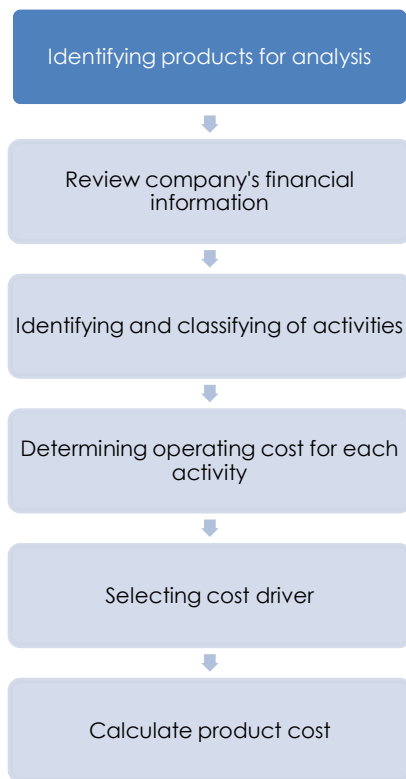 Identifying products for analysis
Review company's financial
information
Identifying and classifying of activities
Determining operating cost for each
activity
Selecting cost driver
Calculate product cost